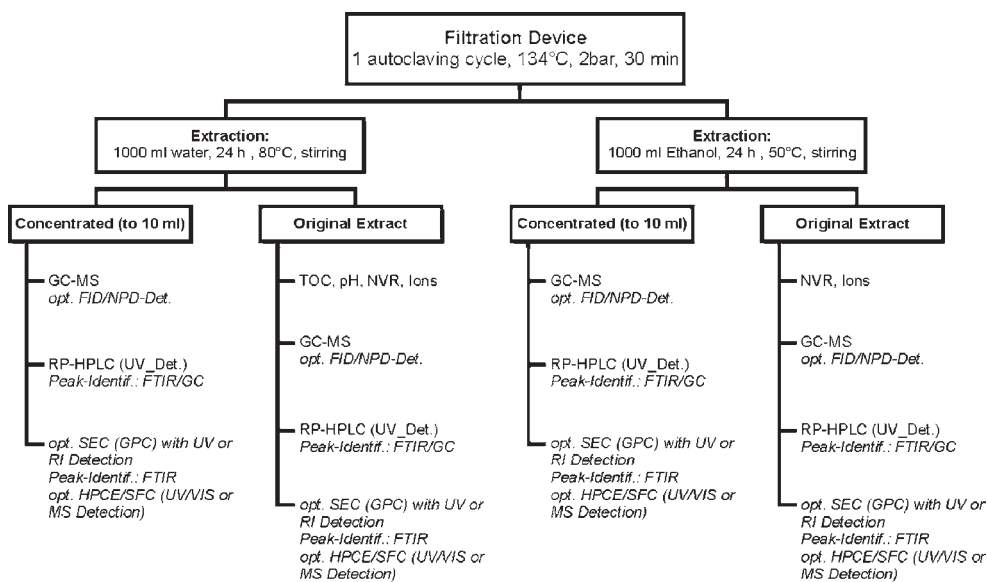 Filtration Device
1 autoclaving cycle, 134°C, 2bar, 30 min
Extraction:
1000 ml water, 24 h , 80°C, stirring
Extraction:
1000 ml Ethanol, 24 h , 50°C, stirring
Concentrated (to 10 ml)
Original Extract
Concentrated (to 10 ml)
Original Extract
GC-MS
opt. FID/NPD-Det.
RP-HPLC (UV_Det.)
Peak-Identif.: FTIR/GC
opt. SEC (GPC) with UV or
RI Detection
Peak-Identif.: FTIR
opt. HPCE/SFC (UV/VIS or
MS Detection)
TOC, pH, NVR, Ions
GC-MS
opt. FID/NPD-Det.
RP-HPLC (UV_Det.)
Peak-Identif.: FTIR/GC
opt. SEC (GPC) with UV or
RI Detection
Peak-Identif.: FTIR
opt. HPCE/SFC (UV/VIS or
MS Detection)
GC-MS
opt. FID/NPD-Det.
RP-HPLC (UV_Det.)
Peak-Identif.: FTIR/GC
opt. SEC (GPC) with UV or
RI Detection
Peak-Identif.: FTIR
opt. HPCE/SFC (UV/VIS or
MS Detection)
NVR, Ions
GC-MS
opt. FID/NPD-Det.
RP-HPLC (UV_Det.)
Peak-Identif.: FTIR/GC
opt. SEC (GPC) with UV or
RI Detection
Peak-Identif.: FTIR
opt. HPCE/SFC (UV/VIS or
MS Detection)